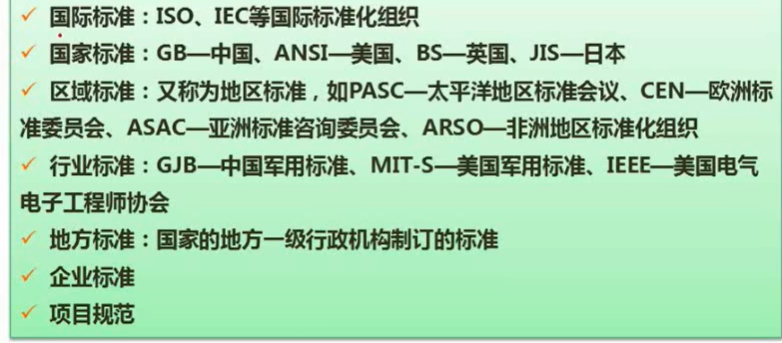 ✓ 国际标准：ISO、IEC等国际标准化组织
✓ 国家标准：GB—中国、ANSI—美国、BS—英国、JIS—日本
✓ 区域标准：又称为地区标准，如PASC—太平洋地区标准会议、CEN—欧洲标
准委员会、ASAC—亚洲标准咨询委员会、ARSO—非洲地区标准化组织
✓ 行业标准：GJB—中国军用标准、MIT-S—美国军用标准、IEEE—美国电气
电子工程师协会
✓ 地方标准：国家的地方一级行政机构制订的标准
✓ 企业标准
✓ 项目规范